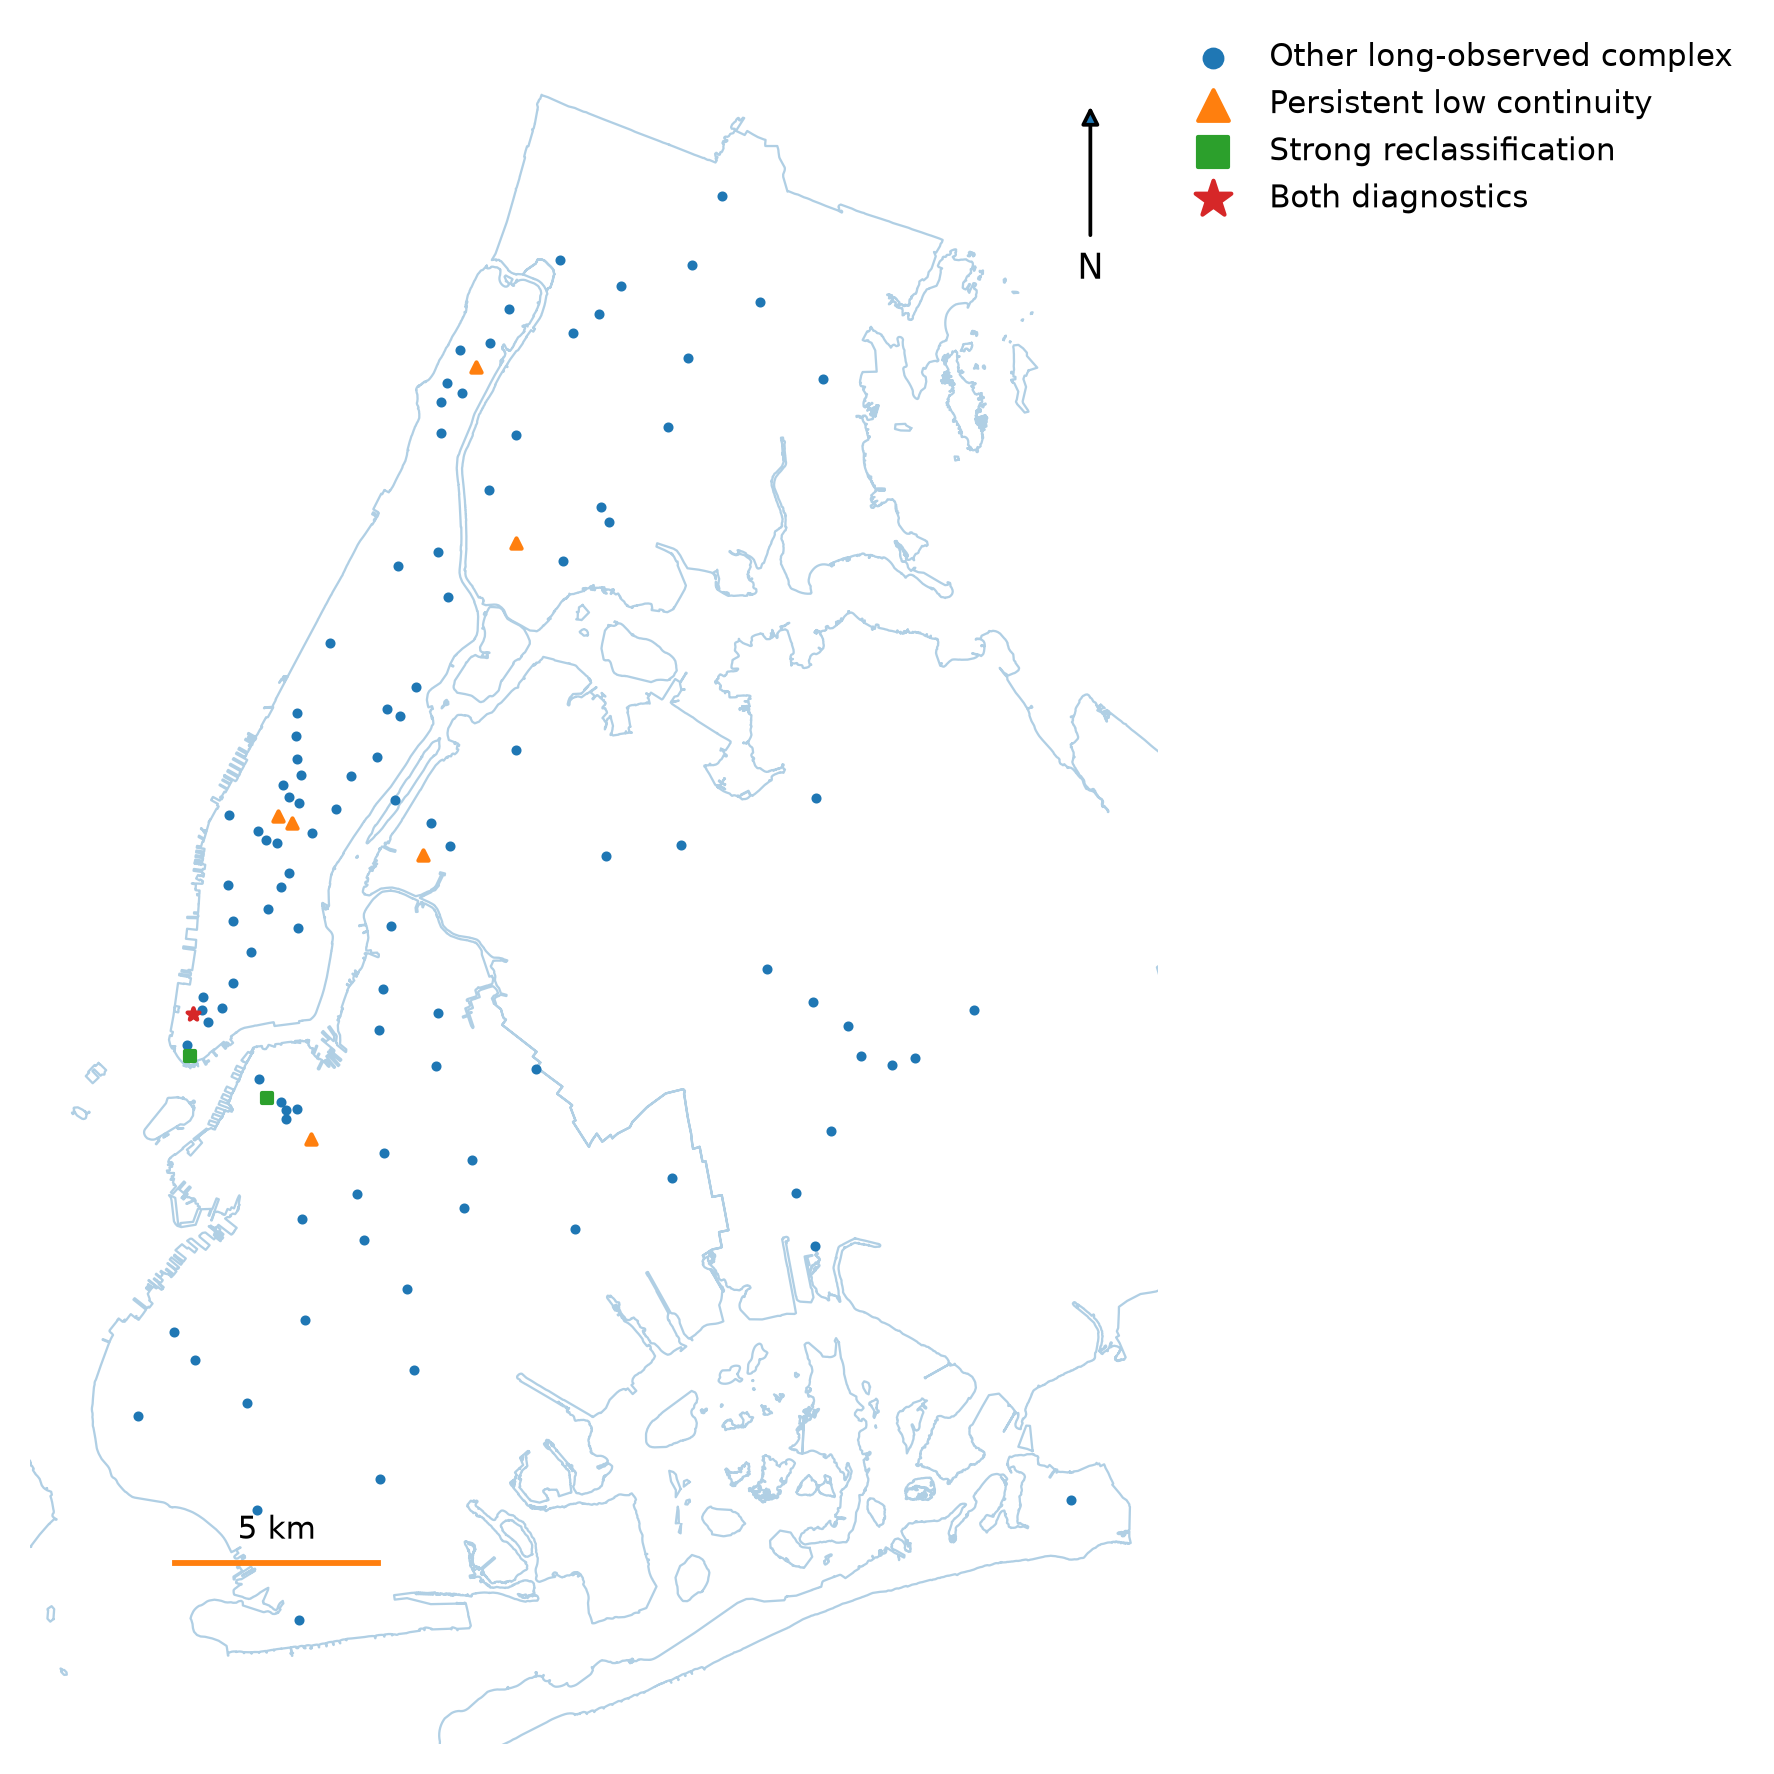 Other long-observed complex
Persistent low continuity
Strong reclassification
Both diagnostics
N
5 km